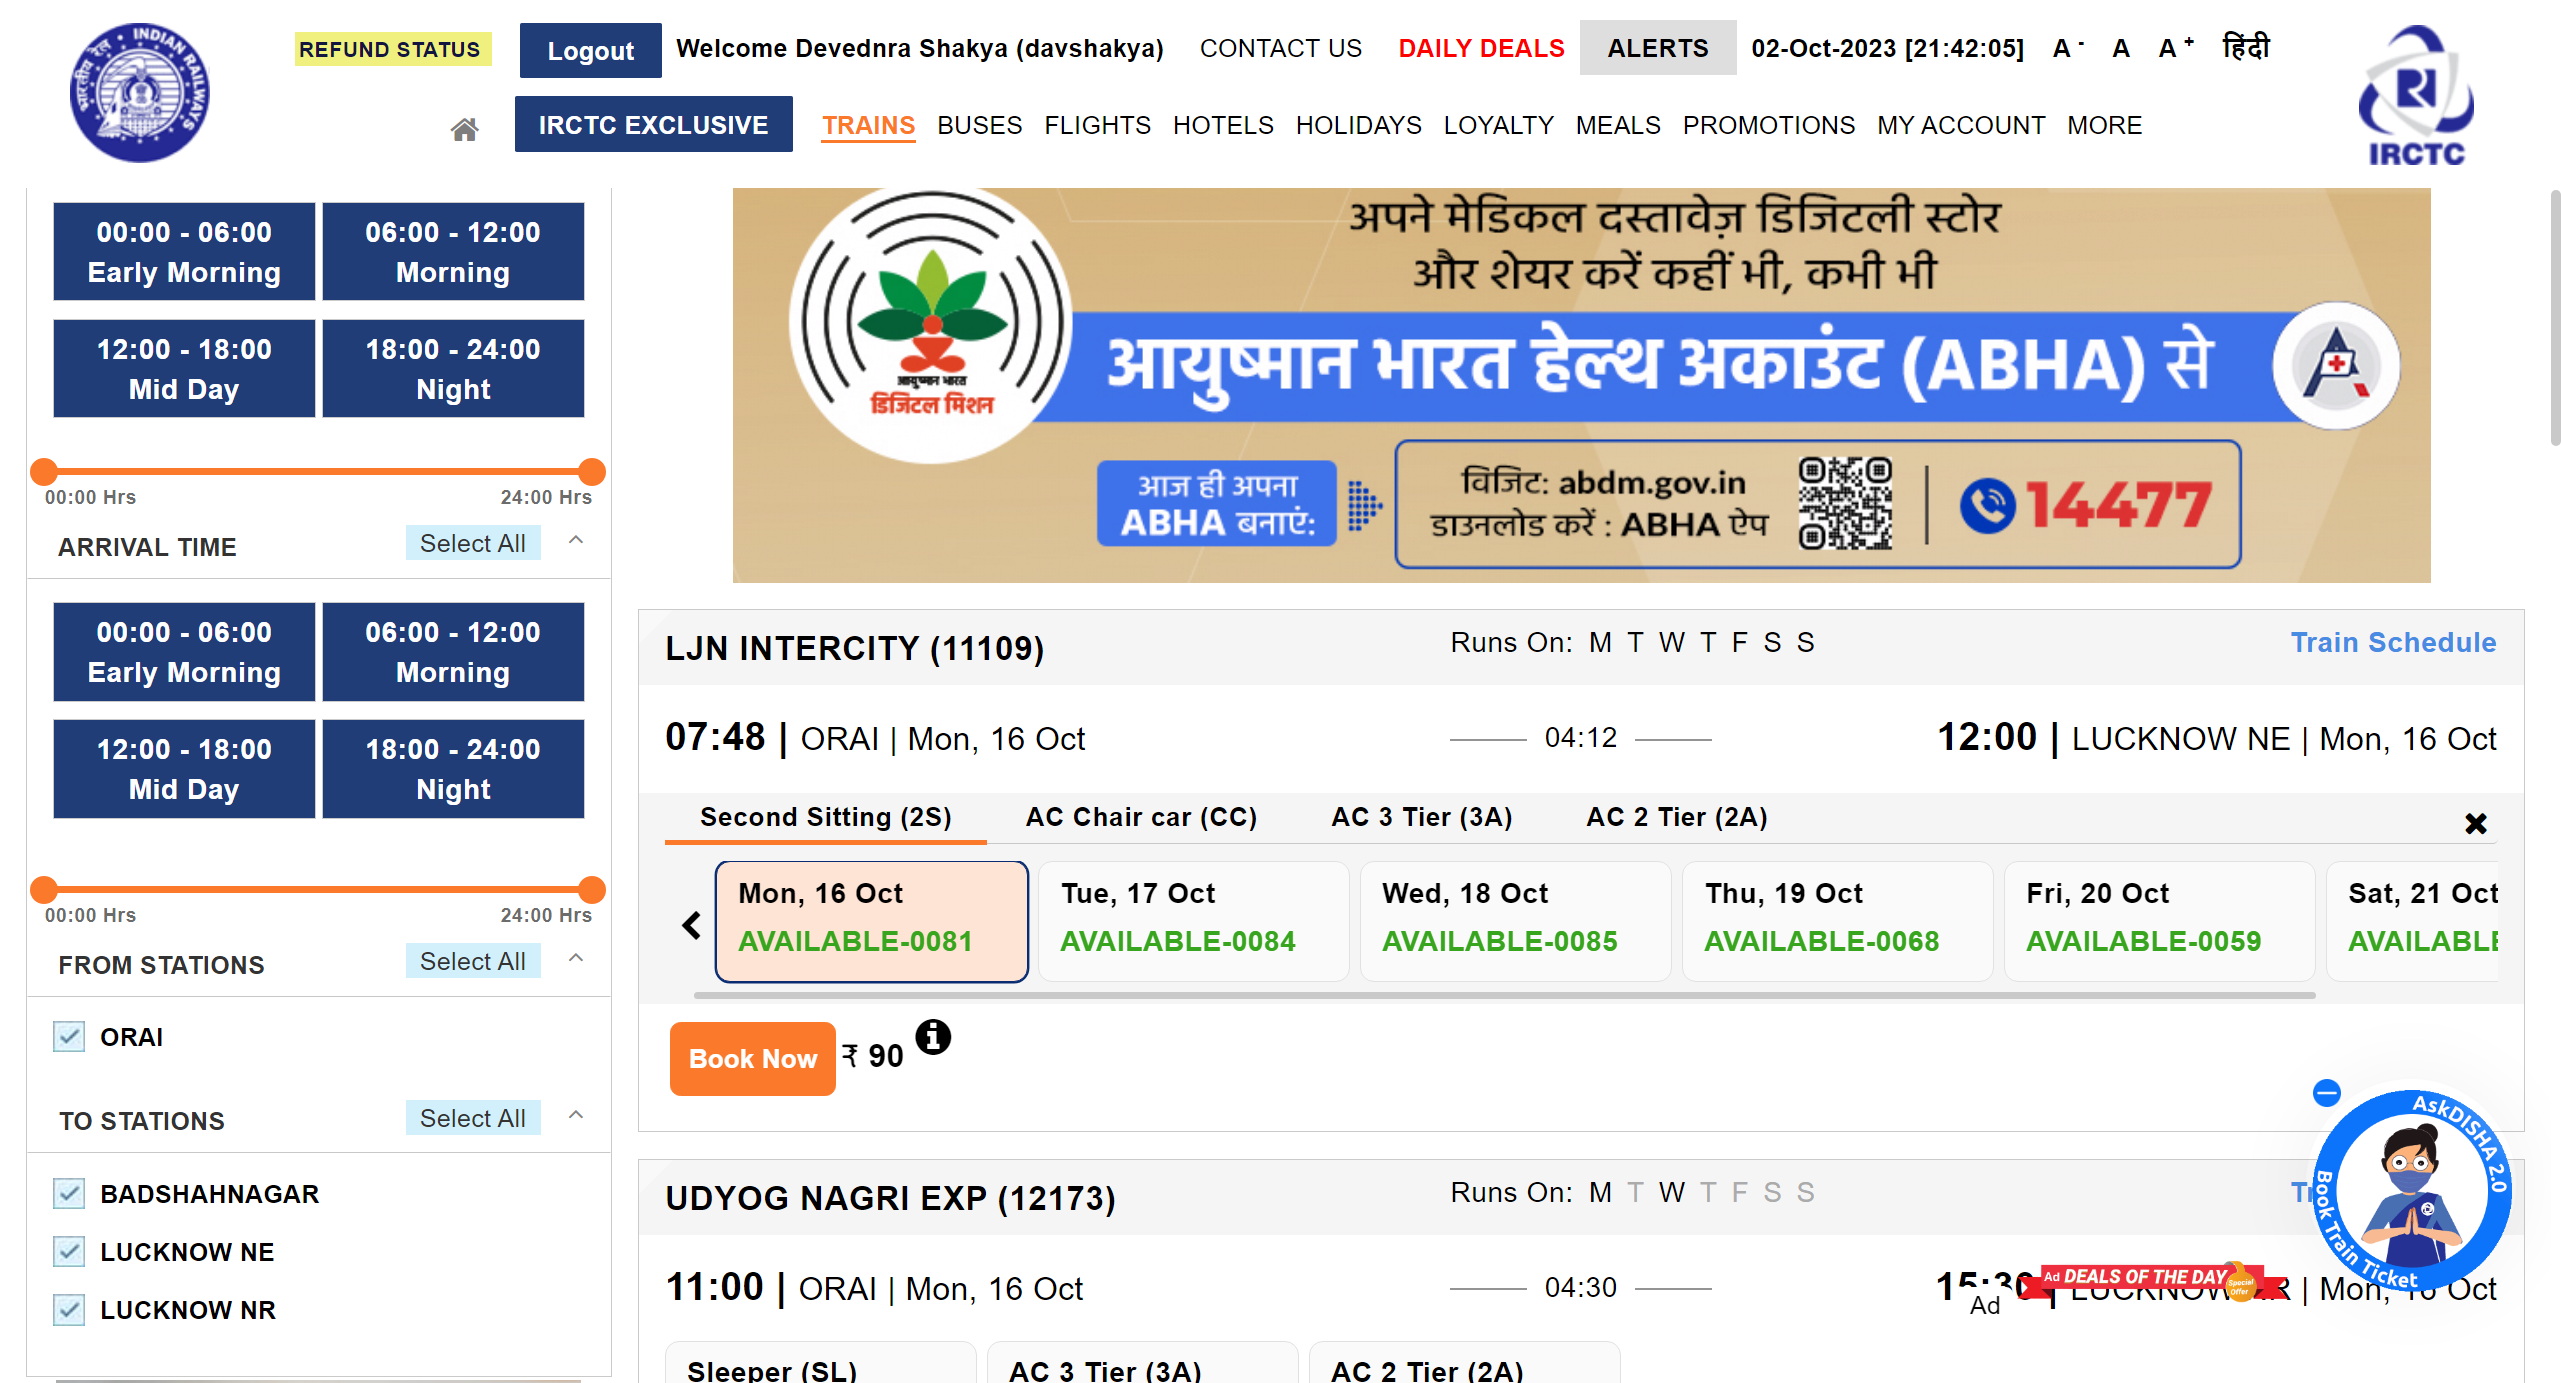 INDIAN RAILWAYS
भारतीय रेल
REFUND STATUS
Logout
Welcome Devednra Shakya (davshakya)
CONTACT US
DAILY DEALS
ALERTS
02-Oct-2023 [21:42:05]
A -
A
A +
हिंदी
IRCTC EXCLUSIVE
TRAINS
BUSES
FLIGHTS
HOTELS
HOLIDAYS
LOYALTY
MEALS
PROMOTIONS
MY ACCOUNT
MORE
IRCTC
00:00 - 06:00
Early Morning
06:00 - 12:00
Morning
12:00 - 18:00
Mid Day
18:00 - 24:00
Night
00:00 Hrs
24:00 Hrs
ARRIVAL TIME
Select All
00:00 - 06:00
Early Morning
06:00 - 12:00
Morning
12:00 - 18:00
Mid Day
18:00 - 24:00
Night
00:00 Hrs
24:00 Hrs
FROM STATIONS
Select All
ORAI
TO STATIONS
Select All
BADSHAHNAGAR
LUCKNOW NE
LUCKNOW NR
अपने मेडिकल दस्तावेज़ डिजिटली स्टोर
और शेयर करें कहीं भी, कभी भी
आयुष्मान भारत हेल्थ अकाउंट (ABHA) से
आयुष्मान भारत
डिजिटल मिशन
आज ही अपना
ABHA बनाएं:
विजिट: abdm.gov.in
डाउनलोड करें : ABHA ऐप
14477
LJN INTERCITY (11109)
Runs On: M T W T F S S
Train Schedule
07:48 | ORAI | Mon, 16 Oct
04:12
12:00 | LUCKNOW NE | Mon, 16 Oct
Second Sitting (2S)
AC Chair car (CC)
AC 3 Tier (3A)
AC 2 Tier (2A)
Mon, 16 Oct
AVAILABLE-0081
Tue, 17 Oct
AVAILABLE-0084
Wed, 18 Oct
AVAILABLE-0085
Thu, 19 Oct
AVAILABLE-0068
Fri, 20 Oct
AVAILABLE-0059
Sat, 21 Oct
AVAILABLE
Book Now
₹ 90
UDYOG NAGRI EXP (12173)
Runs On: M T W T F S S
11:00 | ORAI | Mon, 16 Oct
04:30
15:30 | LUCKNOW NR | Mon, 16 Oct
Sleeper (SL)
AC 3 Tier (3A)
AC 2 Tier (2A)
AskDISHA 2.0
Book Train Ticket
Ad DEALS OF THE DAY
Special
Offer
Ad